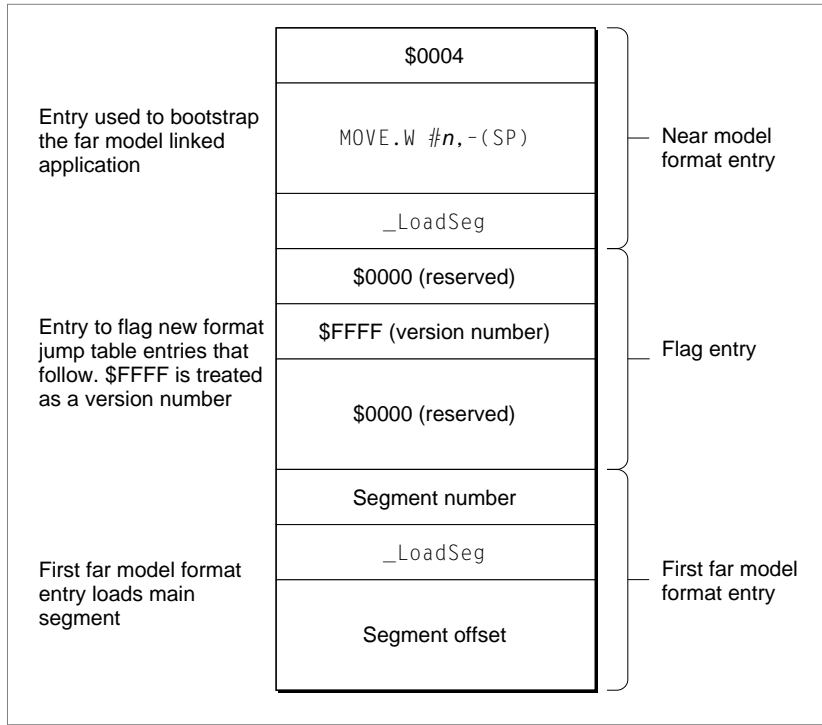 $0004
Entry used to bootstrap
the far model linked
application
MOVE.W #n,-(SP)
Near model
format entry
_LoadSeg
$0000 (reserved)
Entry to flag new format
jump table entries that
follow. $FFFF is treated
as a version number
$FFFF (version number)
Flag entry
$0000 (reserved)
Segment number
_LoadSeg
First far model format
entry loads main
segment
First far model
format entry
Segment offset